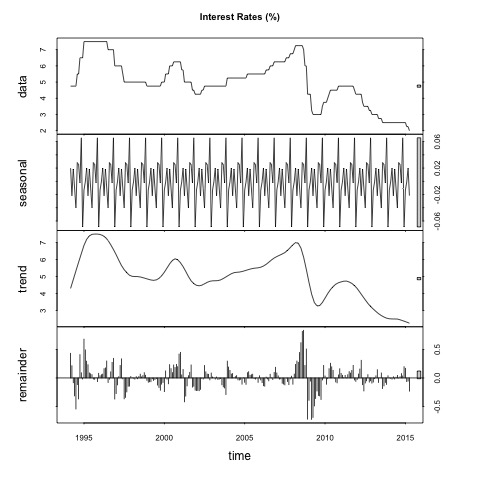 Interest Rates (%)
data
2 3 4 5 6 7
seasonal
-0.06 -0.02 0.02 0.06
trend
3 4 5 6 7
remainder
-0.5 0.0 0.5
1995 2000 2005 2010 2015
time